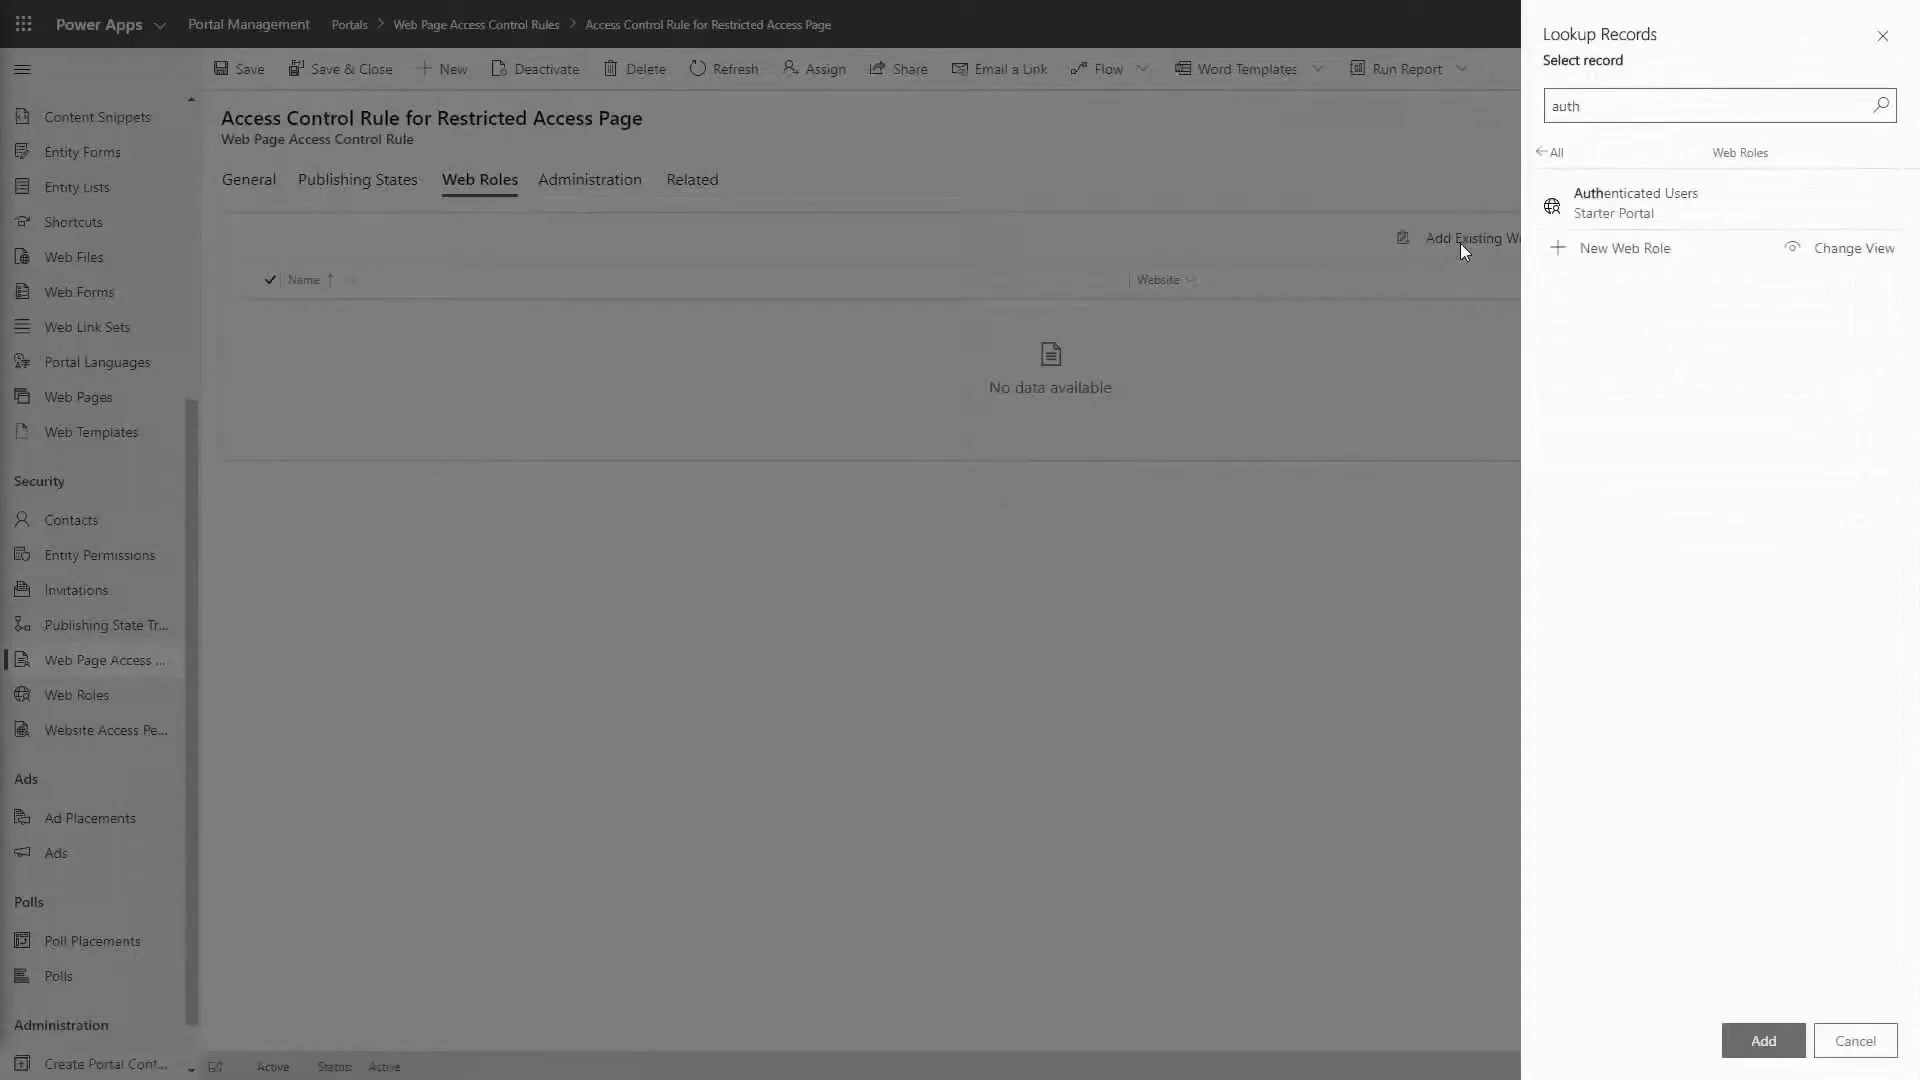 Power Apps
Portal Management
Portals
Web Page Access Control Rules
Access Control Rule for Restricted Access Page
Save
Save & Close
New
Deactivate
Delete
Refresh
Assign
Share
Email a Link
Flow
Word Templates
Run Report
Content Snippets
Entity Forms
Entity Lists
Shortcuts
Web Files
Web Forms
Web Link Sets
Portal Languages
Web Pages
Web Templates
Security
Contacts
Entity Permissions
Invitations
Publishing State Tr...
Web Page Access ...
Web Roles
Website Access Pe...
Ads
Ad Placements
Ads
Polls
Poll Placements
Polls
Administration
Create Portal Cont...
Access Control Rule for Restricted Access Page
Web Page Access Control Rule
General
Publishing States
Web Roles
Administration
Related
Add Existing We
Name
Website
No data available
Active
Status:
Active
Lookup Records
Select record
auth
All
Web Roles
Authenticated Users
Starter Portal
New Web Role
Change View
Add
Cancel